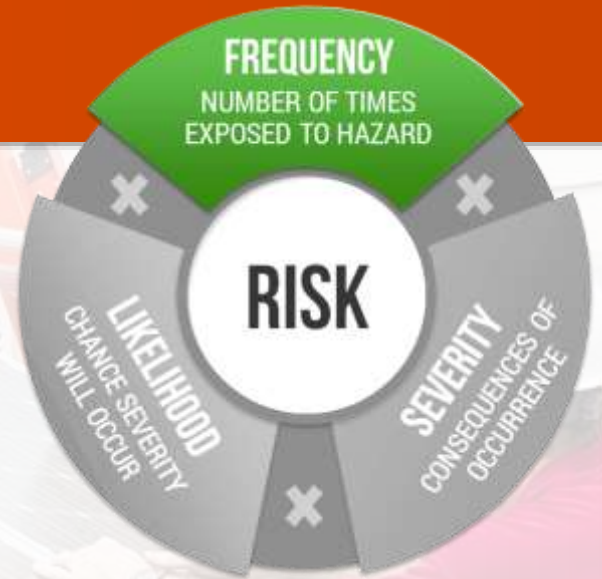 FREQUENCY
NUMBER OF TIMES
EXPOSED TO HAZARD
RISK
LIKELIHOOD
CHANCE SEVERITY
WILL OCCUR
SEVERITY
CONSEQUENCES OF
OCCURRENCE